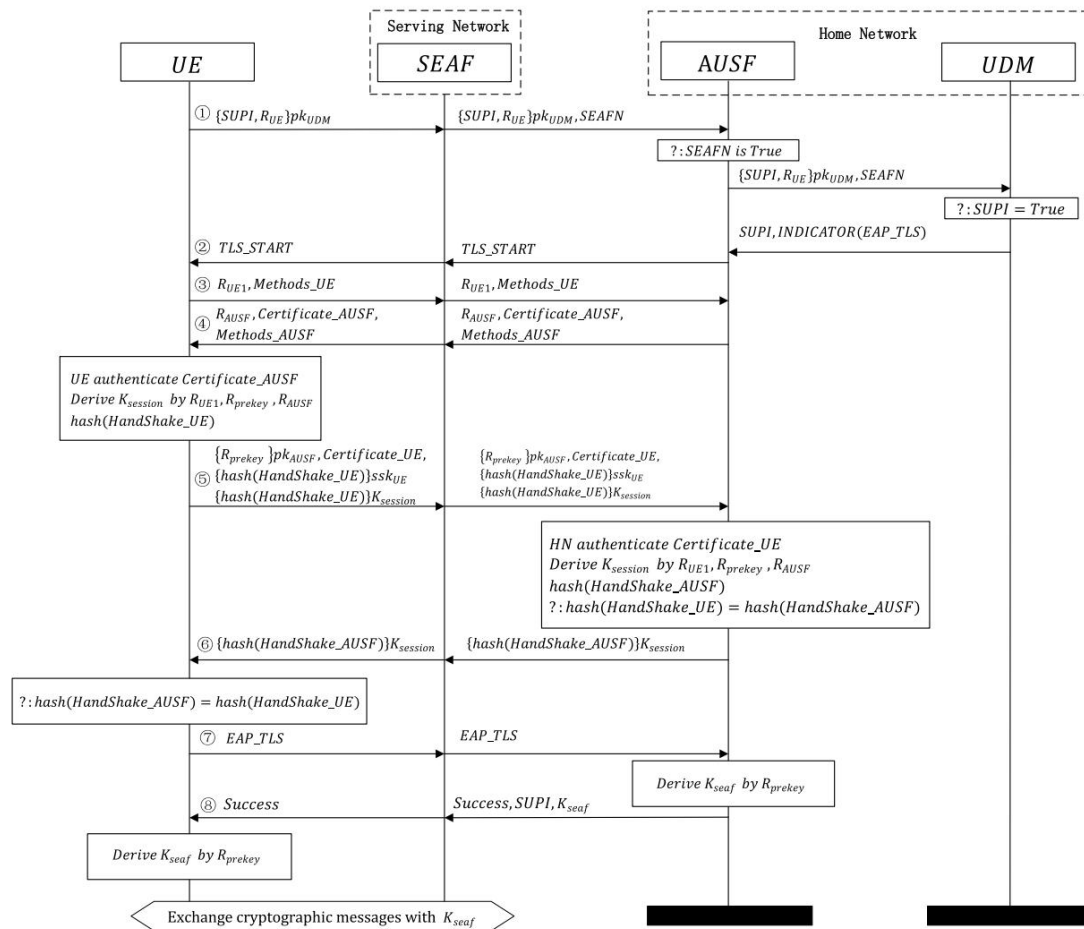 Serving Network
Home Network
UE
SEAF
AUSF
UDM
① {SUPI, R_UE}pk_UDM
{SUPI, R_UE}pk_UDM, SEAFN
?: SEAFN is True
{SUPI, R_UE}pk_UDM, SEAFN
?: SUPI = True
SUPI, INDICATOR(EAP_TLS)
② TLS_START
TLS_START
③ R_UE1, Methods_UE
R_UE1, Methods_UE
④ R_AUSF, Certificate_AUSF,
Methods_AUSF
R_AUSF, Certificate_AUSF,
Methods_AUSF
UE authenticate Certificate_AUSF
Derive K_session by R_UE1, R_prekey, R_AUSF
hash(HandShake_UE)
⑤ {R_prekey}pk_AUSF, Certificate_UE,
{hash(HandShake_UE)}ssk_UE
{hash(HandShake_UE)}K_session
{R_prekey}pk_AUSF, Certificate_UE,
{hash(HandShake_UE)}ssk_UE
{hash(HandShake_UE)}K_session
HN authenticate Certificate_UE
Derive K_session by R_UE1, R_prekey, R_AUSF
hash(HandShake_AUSF)
?: hash(HandShake_UE) = hash(HandShake_AUSF)
⑥ {hash(HandShake_AUSF)}K_session
{hash(HandShake_AUSF)}K_session
?: hash(HandShake_AUSF) = hash(HandShake_UE)
⑦ EAP_TLS
EAP_TLS
Derive K_seaf by R_prekey
⑧ Success
Success, SUPI, K_seaf
Derive K_seaf by R_prekey
Exchange cryptographic messages with K_seaf